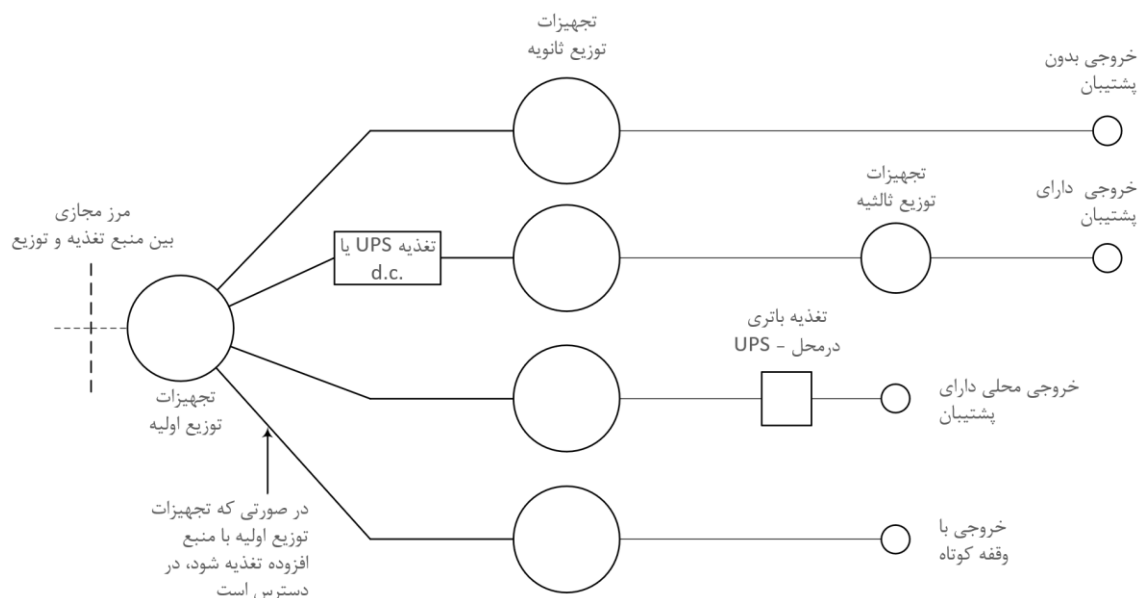 تجهیزات
توزیع ثانویه
خروجی بدون
پشتیبان
تجهیزات
توزیع ثالثیه
خروجی دارای
پشتیبان
مرز مجازی
بین منبع تغذیه و توزیع
تغذیه UPS یا
d.c.
تغذیه باتری
درمحل - UPS
خروجی محلی دارای
پشتیبان
تجهیزات
توزیع اولیه
در صورتی که تجهیزات
توزیع اولیه با منبع
افزوده تغذیه شود، در
دسترس است
خروجی با
وقفه کوتاه